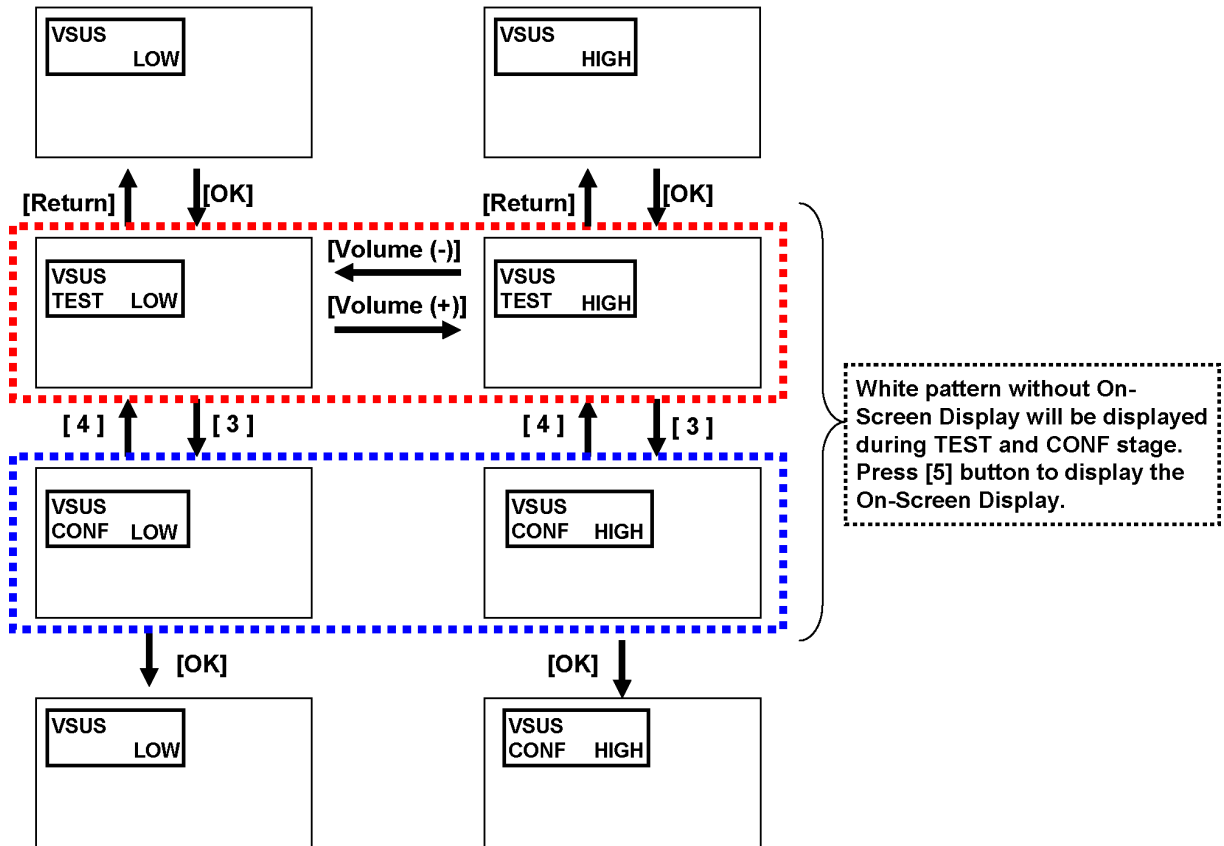 VSUS
LOW
VSUS
HIGH
[Return]
[OK]
[Return]
[OK]
VSUS
TEST LOW
[Volume (-)]
[Volume (+)]
VSUS
TEST HIGH
[ 4 ]
[ 3 ]
[ 4 ]
[ 3 ]
White pattern without On-
Screen Display will be displayed
during TEST and CONF stage.
Press [5] button to display the
On-Screen Display.
VSUS
CONF LOW
VSUS
CONF HIGH
[OK]
[OK]
VSUS
LOW
VSUS
CONF HIGH